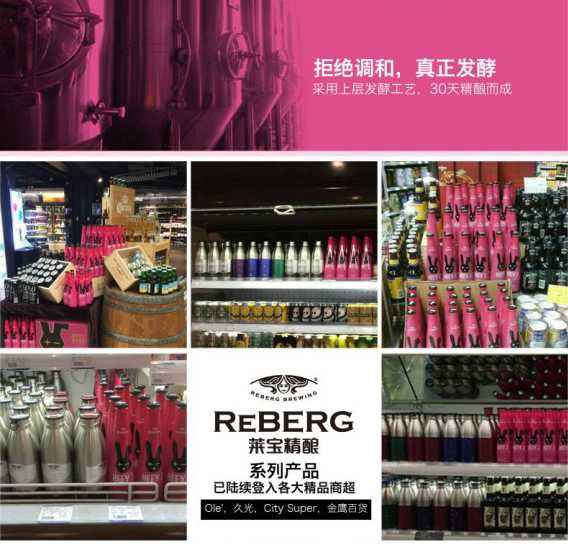 拒绝调和，真正发酵
采用上层发酵工艺，30天精酿而成
REBERG BREWING
REBERG
莱宝精酿
系列产品
已陆续登入各大精品商超
Ole'，久光，City Super，金鹰百货